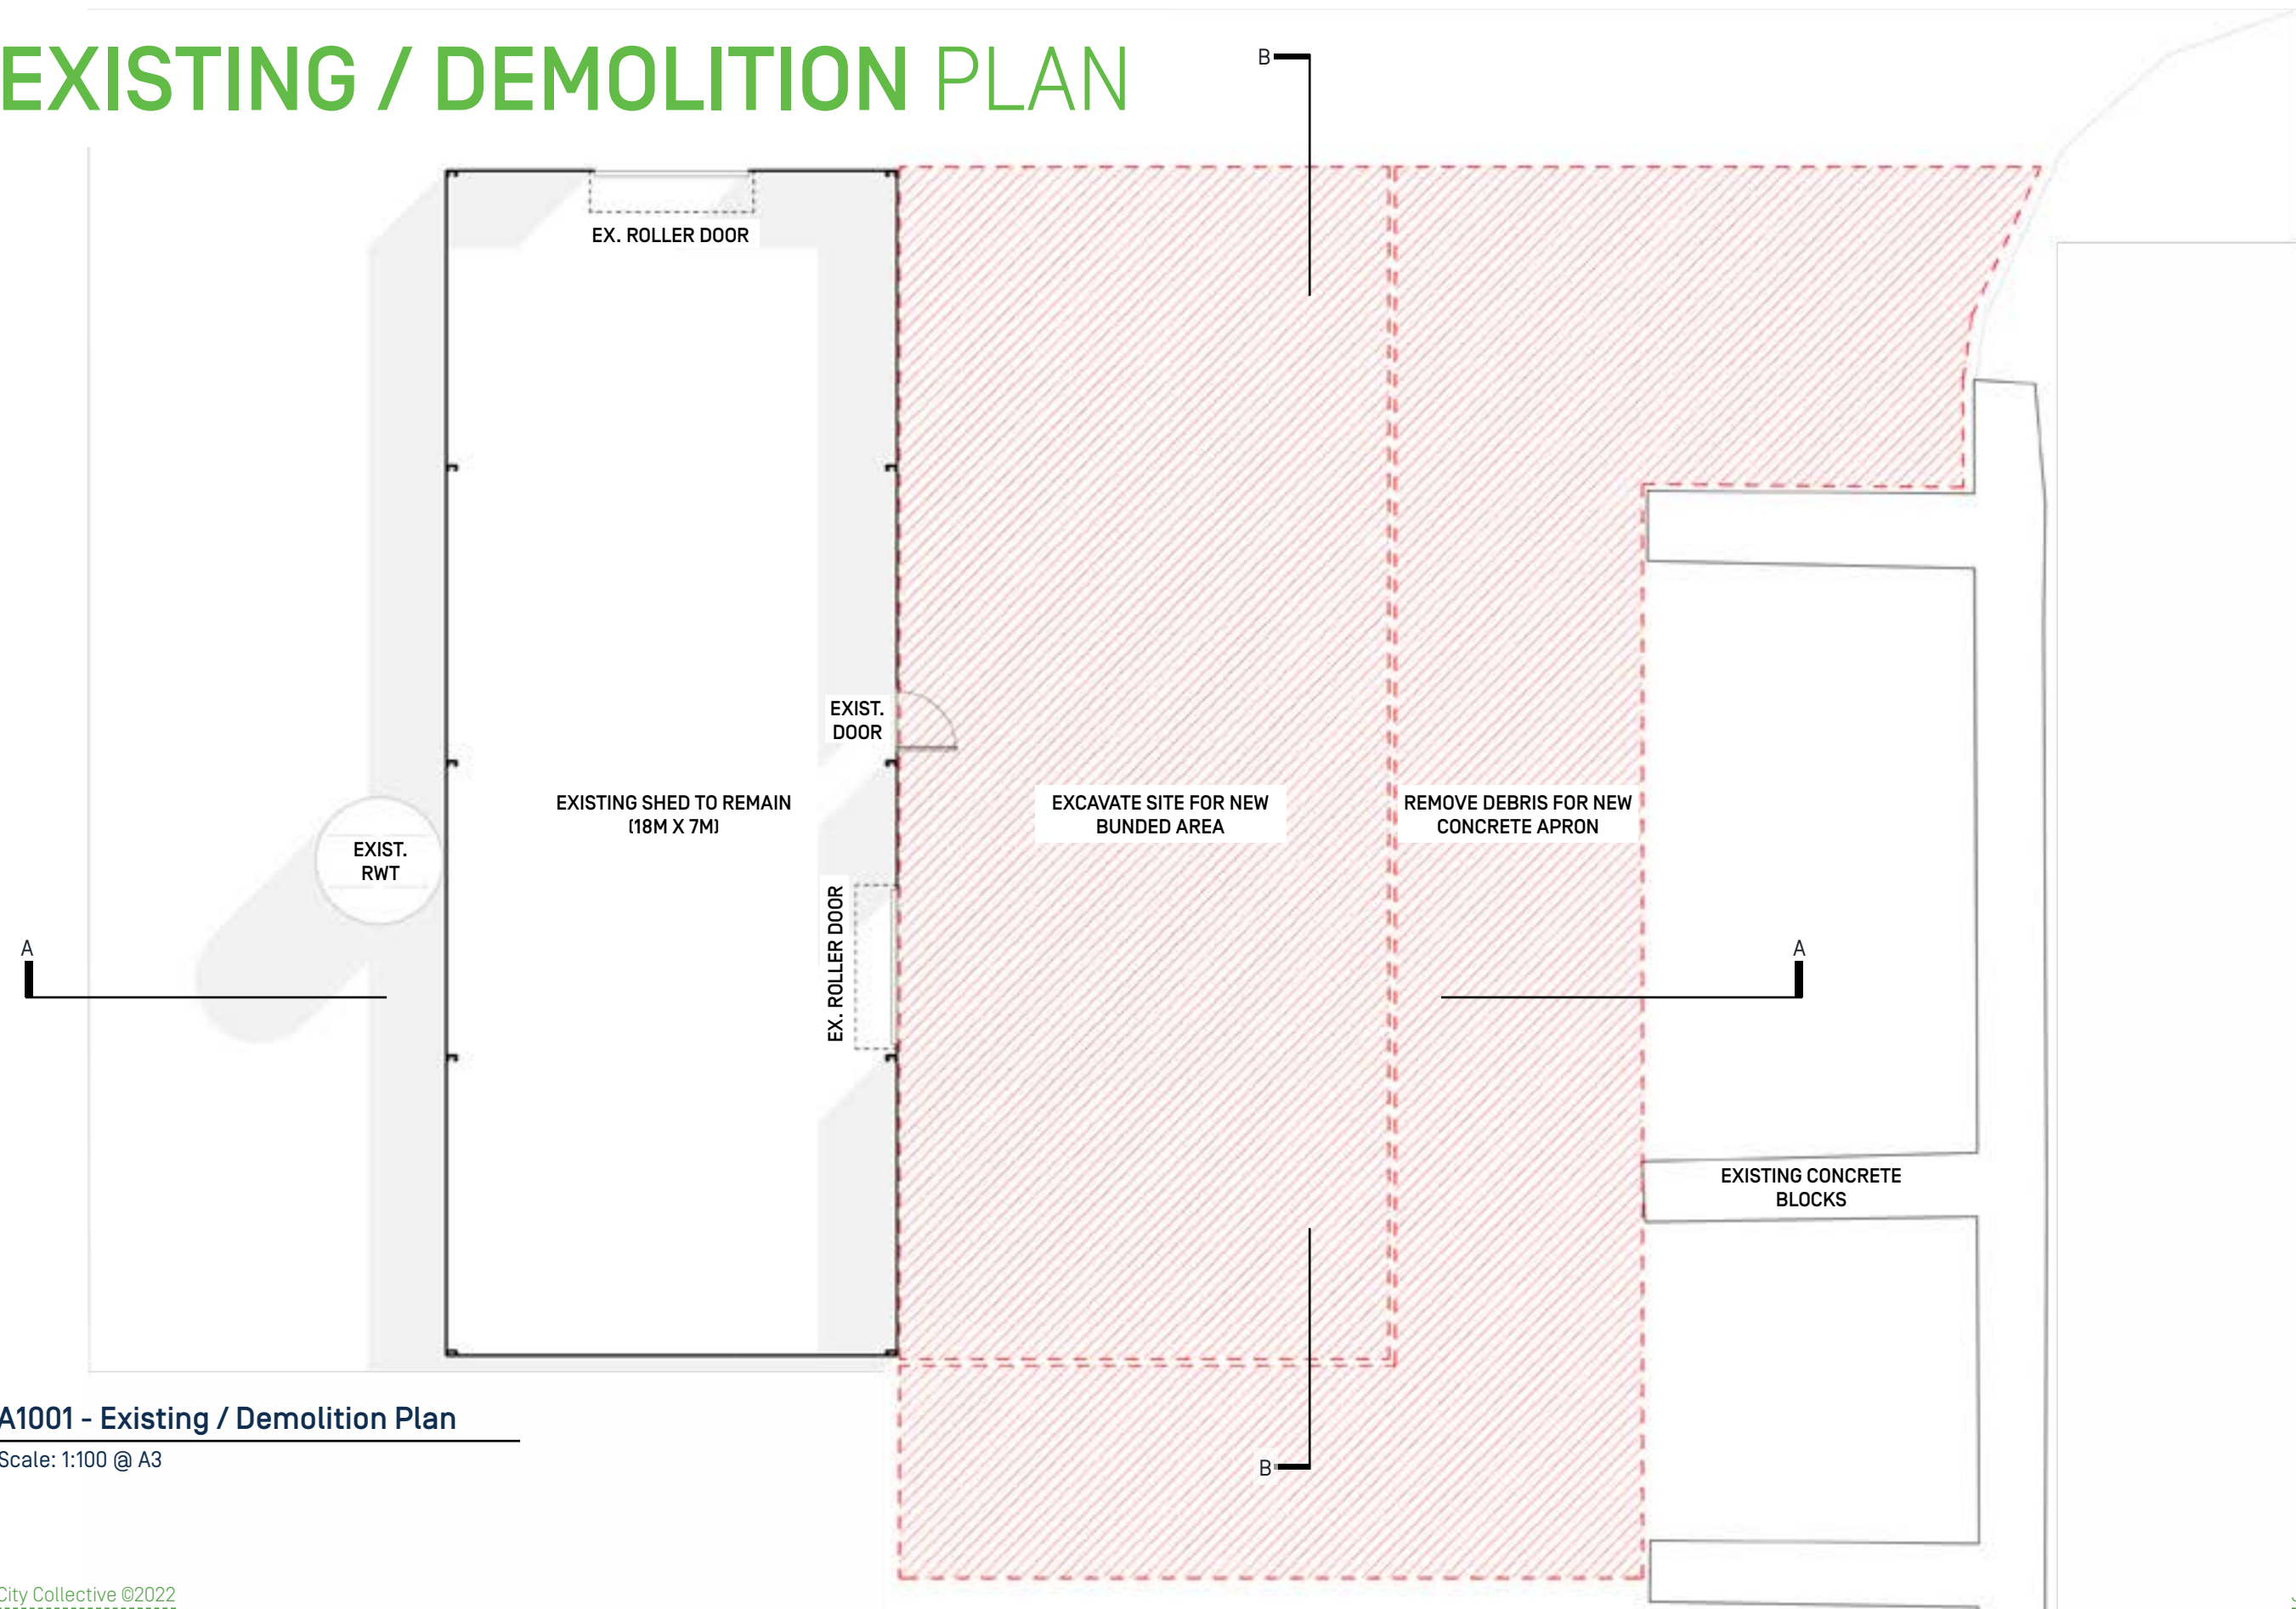 EXISTING / DEMOLITION PLAN
B
EX. ROLLER DOOR
EXIST.
DOOR
EXISTING SHED TO REMAIN
(18M X 7M)
EXCAVATE SITE FOR NEW
BUNDED AREA
REMOVE DEBRIS FOR NEW
CONCRETE APRON
EXIST.
RWT
EX. ROLLER DOOR
A
A
EXISTING CONCRETE
BLOCKS
A1001 - Existing / Demolition Plan
Scale: 1:100 @ A3
B
City Collective ©2022